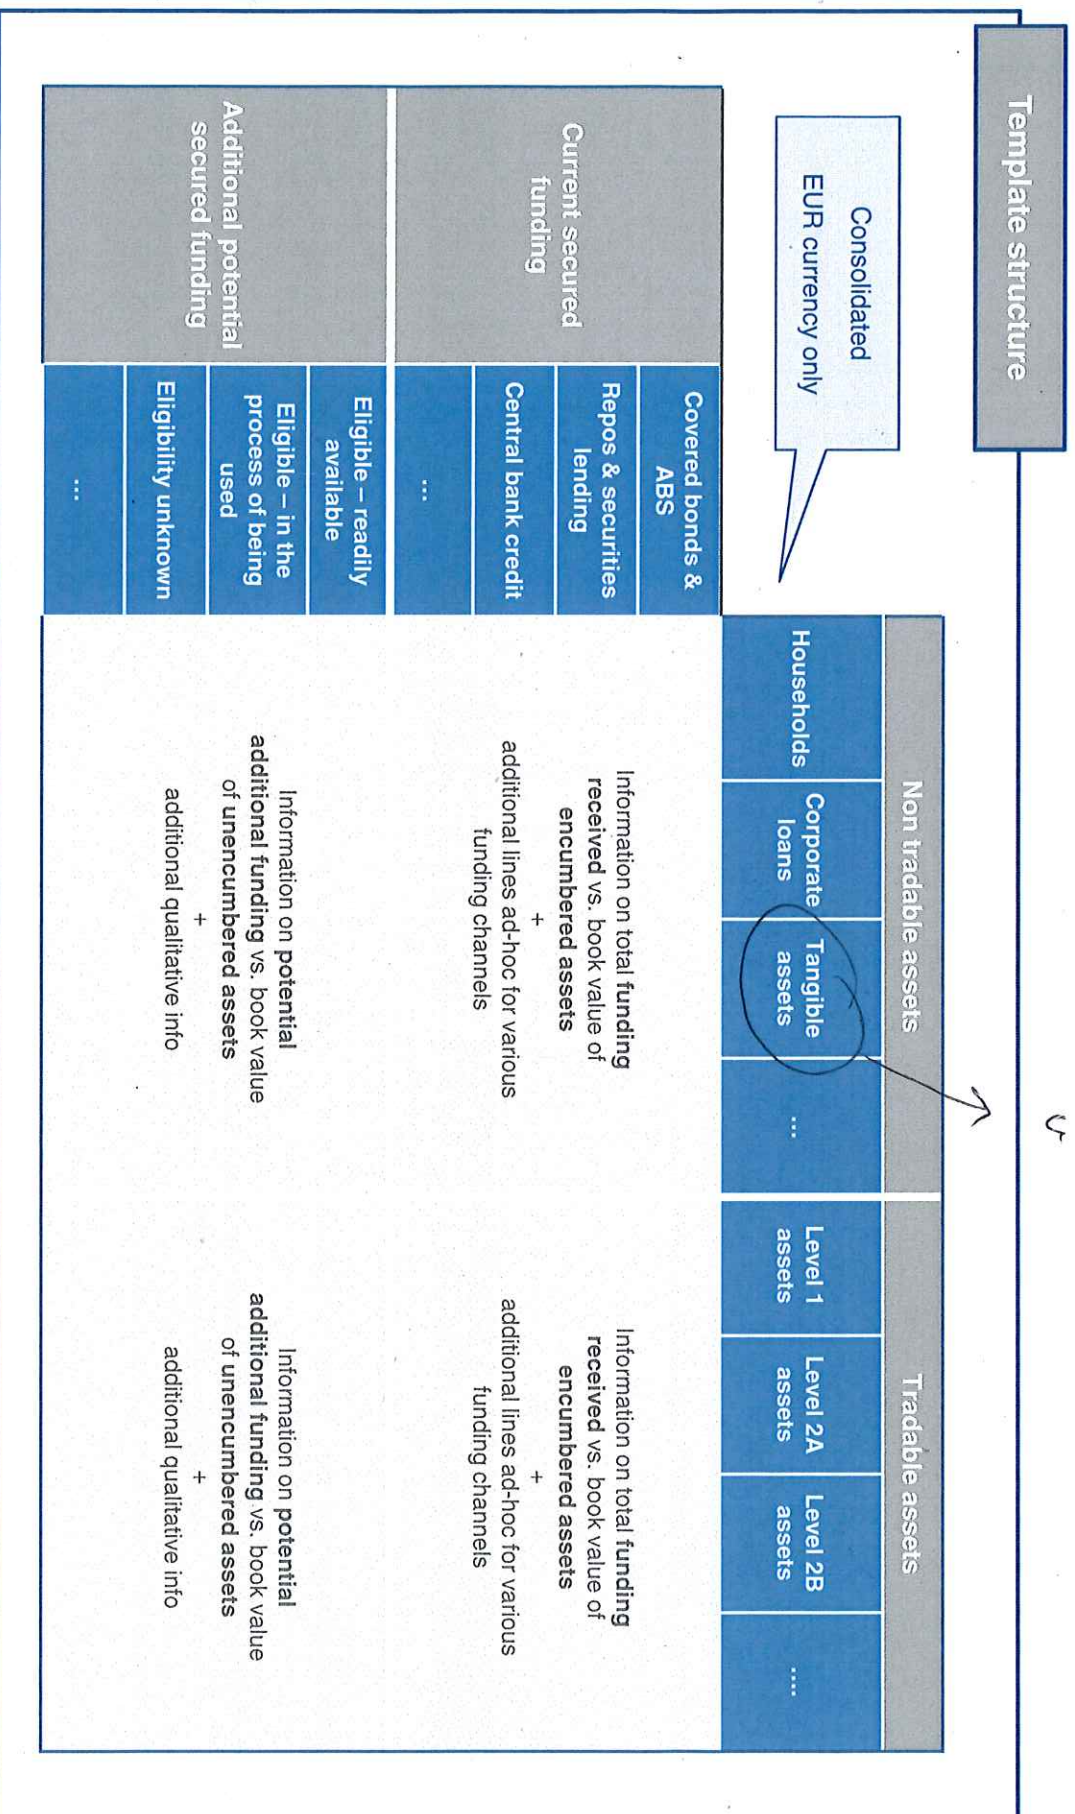 Template structure
Consolidated
EUR currency only
Non tradable assets
Tradable assets
Households
Corporate
loans
Tangible
assets
...
Level 1
assets
Level 2A
assets
Level 2B
assets
....
Current secured
funding
Covered bonds &
ABS
Repos & securities
lending
Central bank credit
...
Information on total funding
received vs. book value of
encumbered assets
+
additional lines ad-hoc for various
funding channels
Information on total funding
received vs. book value of
encumbered assets
+
additional lines ad-hoc for various
funding channels
Additional potential
secured funding
Eligible – readily
available
Eligible – in the
process of being
used
Eligibility unknown
...
Information on potential
additional funding vs. book value
of unencumbered assets
+
additional qualitative info
Information on potential
additional funding vs. book value
of unencumbered assets
+
additional qualitative info